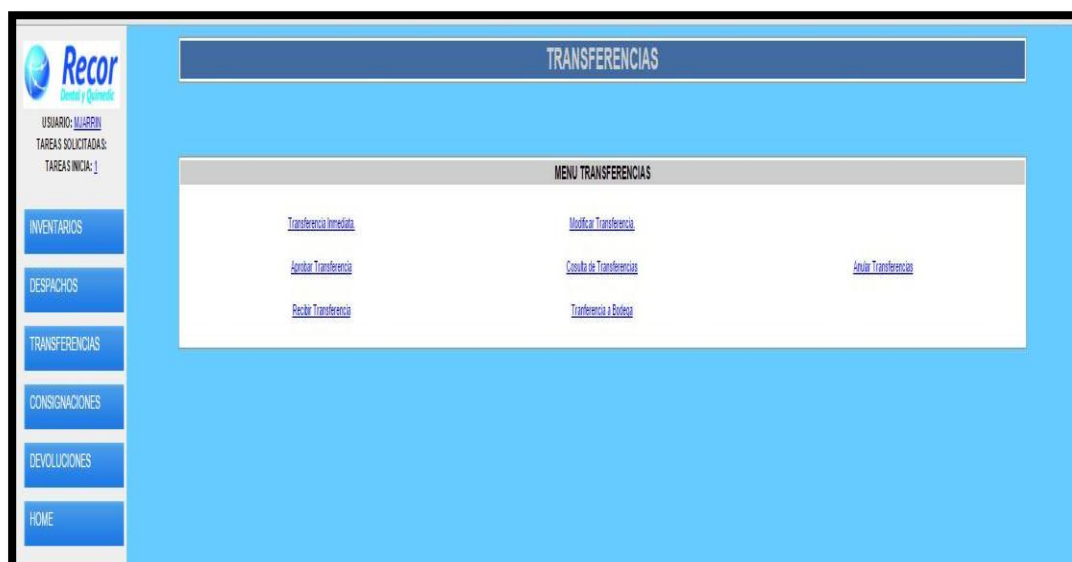 Recor
Dental y Quimedic
USUARIO: MJARRIN
TAREAS SOLICITADAS:
TAREAS INICIA: 1
INVENTARIOS
DESPACHOS
TRANSFERENCIAS
CONSIGNACIONES
DEVOLUCIONES
HOME
TRANSFERENCIAS
MENU TRANSFERENCIAS
Transferencia Inmediata. Modificar Transferencia.
Aprobar Transferencia Cosulta de Transferencias Anular Transferencias
Recibir Transferencia Tranferencia a Bodega